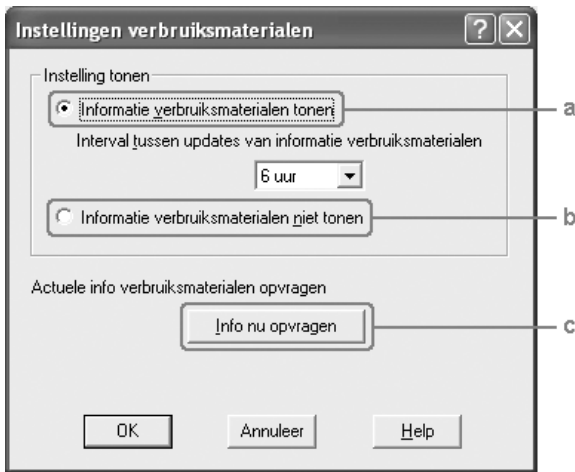 Instellingen verbruiksmaterialen
Instelling tonen
Informatie verbruiksmaterialen tonen
a
Interval tussen updates van informatie verbruiksmaterialen
6 uur
Informatie verbruiksmaterialen niet tonen
b
Actuele info verbruiksmaterialen opvragen
Info nu opvragen
c
OK Annuleer Help